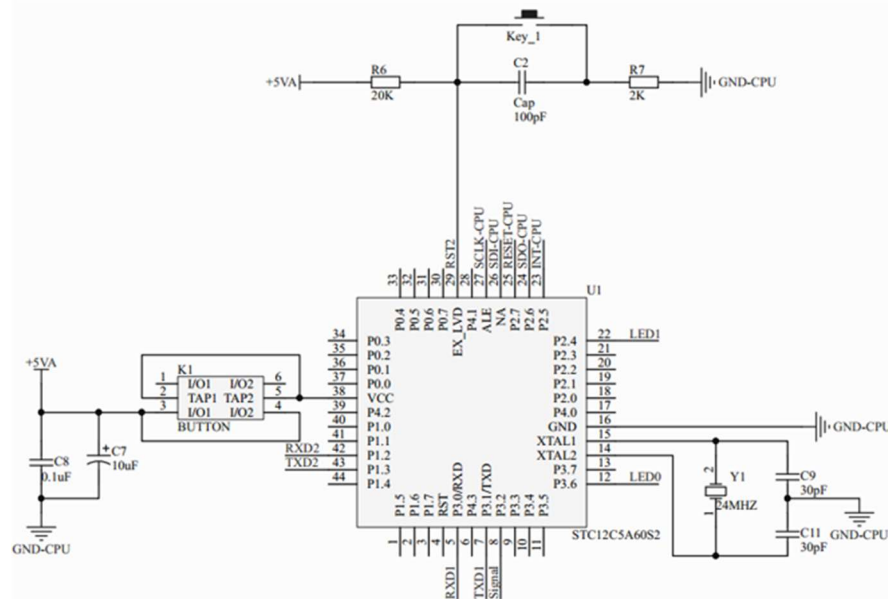 Key_1
+5VA
R6
20K
C2
Cap
100pF
R7
2K
GND-CPU
RST2
SCLK-CPU
SDI-CPU
RESET-CPU
SDO-CPU
INT-CPU
33
32
31
30
29
28
27
26
25
24
23
U1
P0.4
P0.5
P0.6
P0.7
EX_LVD
P4.1
ALE
NA
P2.7
P2.6
P2.5
34 P0.3
35 P0.2
36 P0.1
37 P0.0
38 VCC
39 P4.2
40 P1.0
41 P1.1
RXD2 42 P1.2
TXD2 43 P1.3
44 P1.4
P2.4 22 LED1
P2.3 21
P2.2 20
P2.1 19
P2.0 18
P4.0 17
GND 16
XTAL1 15
XTAL2 14
P3.7 13
P3.6 12 LED0
GND-CPU
+5VA
K1
1 I/O1 I/O2 6
2 TAP1 TAP2 5
3 I/O1 I/O2 4
BUTTON
C8
0.1uF
+
C7
10uF
GND-CPU
2
Y1
24MHZ
1
C9
30pF
GND-CPU
C11
30pF
P1.5
P1.6
P1.7
RST
P3.0/RXD
P4.3
P3.1/TXD
P3.2
P3.3
P3.4
P3.5
STC12C5A60S2
1
2
3
4
5
6
7
8
9
10
11
RXD1
TXD1
Signal